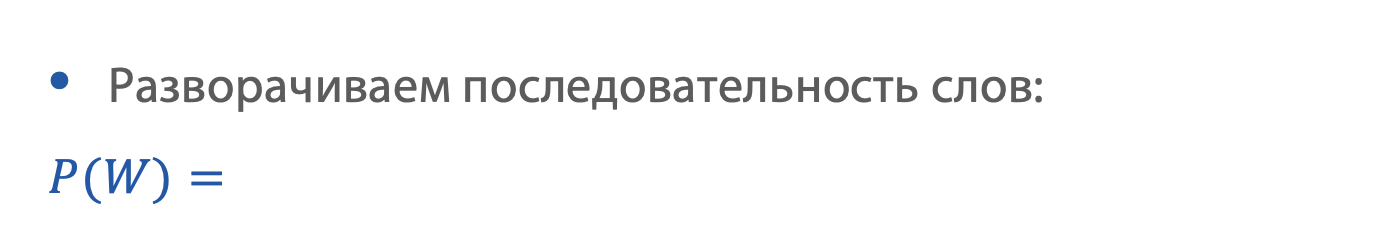 • Разворачиваем последовательность слов:
P(W) =